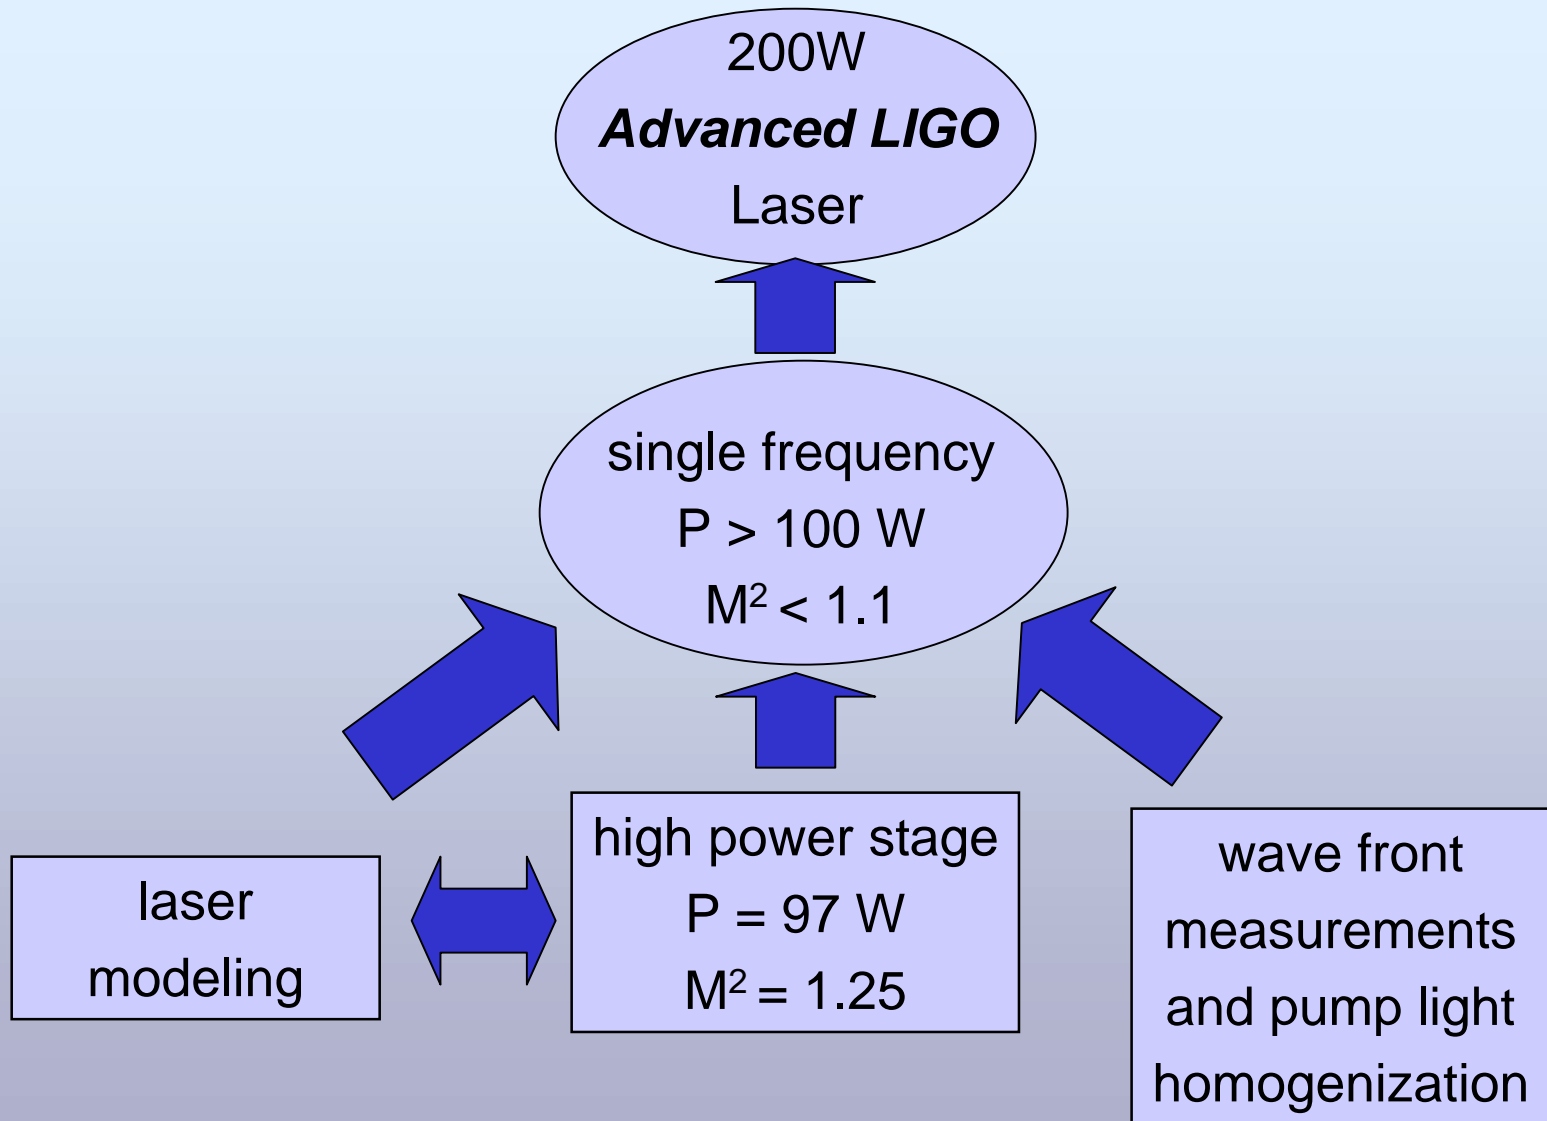 200W
Advanced LIGO
Laser
single frequency
P > 100 W
M² < 1.1
high power stage
P = 97 W
M² = 1.25
laser
modeling
wave front
measurements
and pump light
homogenization